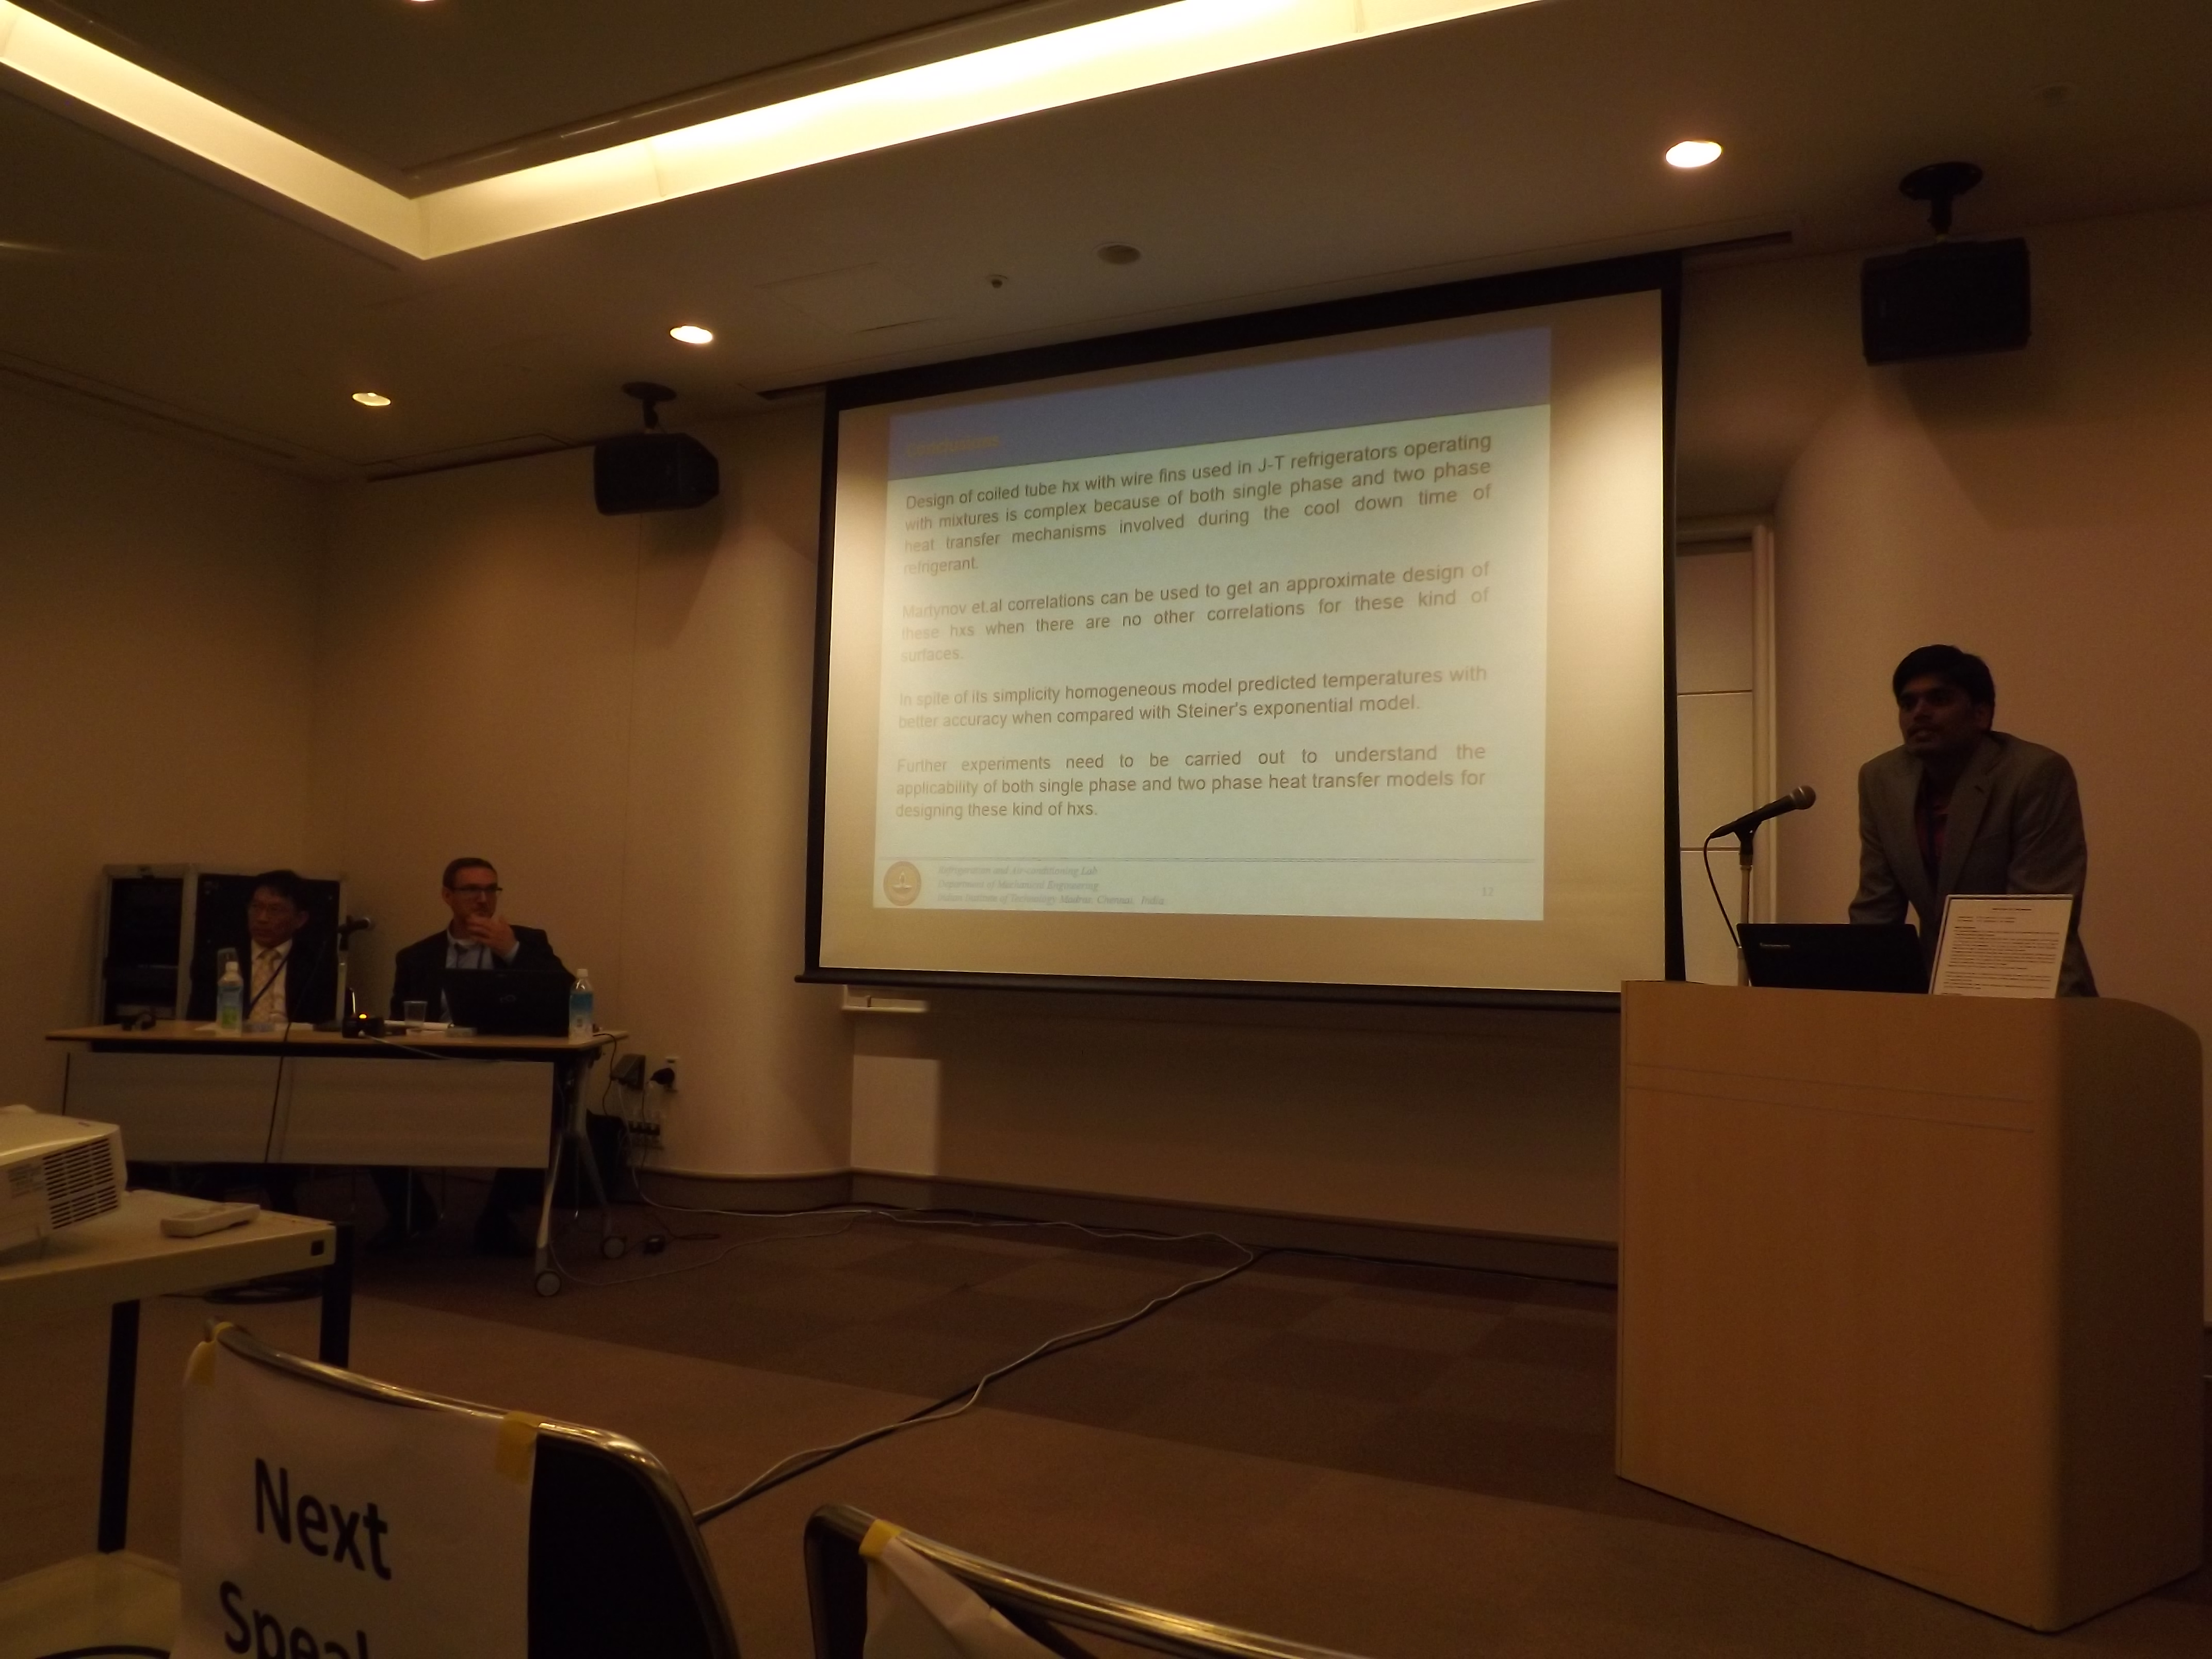 Conclusions
Design of coiled tube hx with wire fins used in J-T refrigerators operating
with mixtures is complex because of both single phase and two phase
heat transfer mechanisms involved during the cool down time of
refrigerant.
Martynov et.al correlations can be used to get an approximate design of
these hxs when there are no other correlations for these kind of
surfaces.
In spite of its simplicity homogeneous model predicted temperatures with
better accuracy when compared with Steiner's exponential model.
Further experiments need to be carried out to understand the
applicability of both single phase and two phase heat transfer models for
designing these kind of hxs.
Refrigeration and Air-conditioning Lab
Department of Mechanical Engineering
Indian Institute of Technology Madras, Chennai, India
12
Next